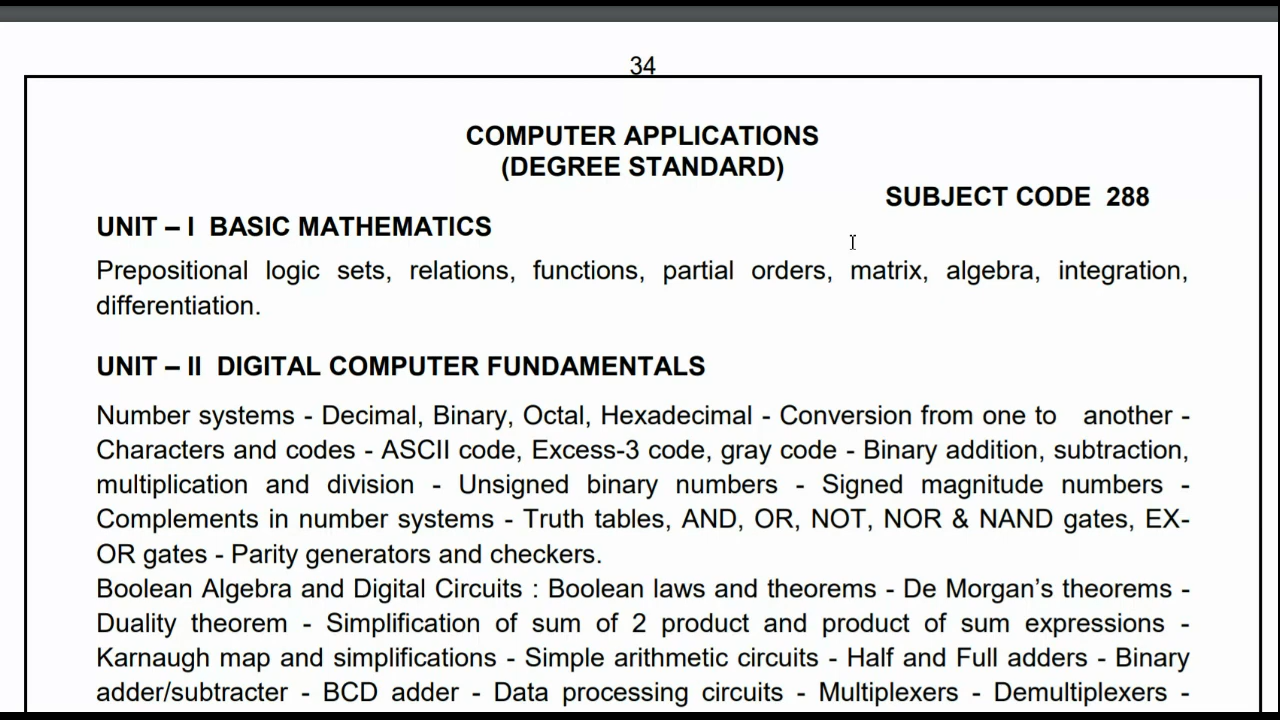 34
COMPUTER APPLICATIONS
(DEGREE STANDARD)
SUBJECT CODE 288
UNIT – I BASIC MATHEMATICS
Prepositional logic sets, relations, functions, partial orders, matrix, algebra, integration,
differentiation.
UNIT – II DIGITAL COMPUTER FUNDAMENTALS
Number systems - Decimal, Binary, Octal, Hexadecimal - Conversion from one to another -
Characters and codes - ASCII code, Excess-3 code, gray code - Binary addition, subtraction,
multiplication and division - Unsigned binary numbers - Signed magnitude numbers -
Complements in number systems - Truth tables, AND, OR, NOT, NOR & NAND gates, EX-
OR gates - Parity generators and checkers.
Boolean Algebra and Digital Circuits : Boolean laws and theorems - De Morgan’s theorems -
Duality theorem - Simplification of sum of 2 product and product of sum expressions -
Karnaugh map and simplifications - Simple arithmetic circuits - Half and Full adders - Binary
adder/subtracter - BCD adder - Data processing circuits - Multiplexers - Demultiplexers -